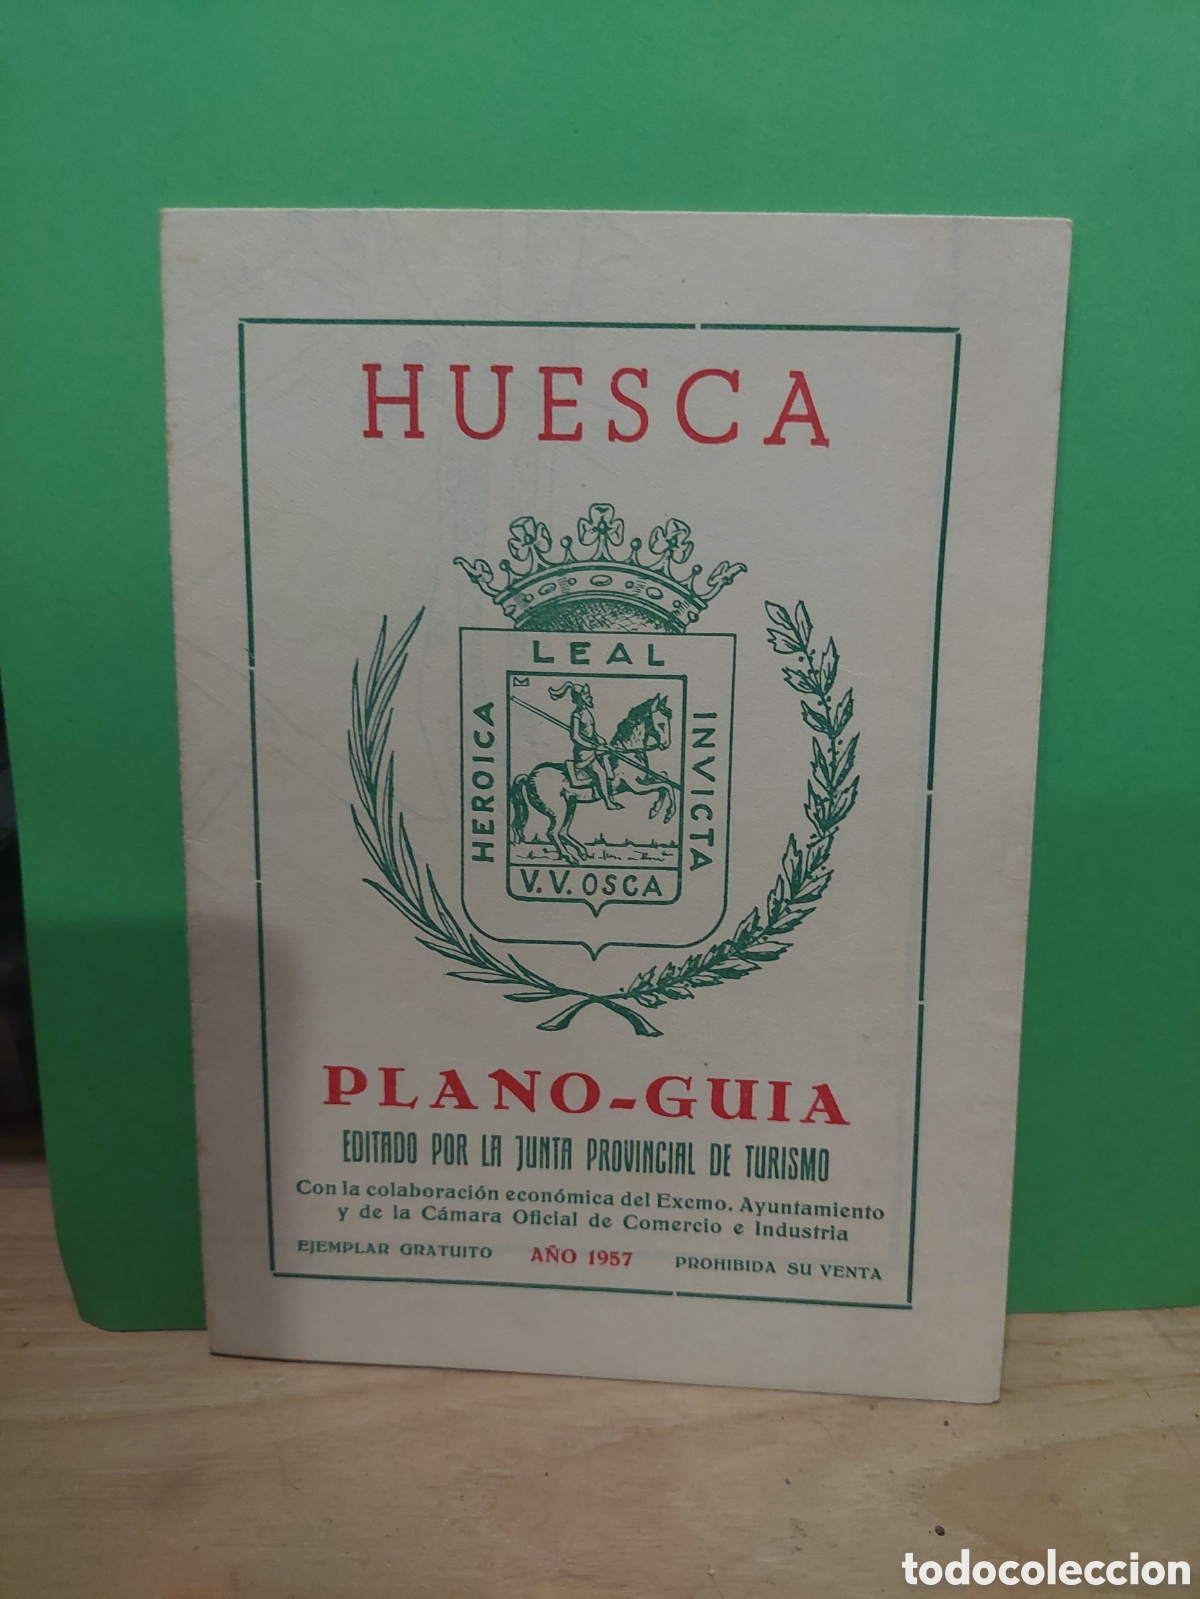 HUESCA
LEAL
HEROICA
INVICTA
V. V. OSCA
PLANO-GUIA
EDITADO POR LA JUNTA PROVINCIAL DE TURISMO
Con la colaboración económica del Excmo. Ayuntamiento
y de la Cámara Oficial de Comercio e Industria
EJEMPLAR GRATUITO AÑO 1957 PROHIBIDA SU VENTA
todocoleccion